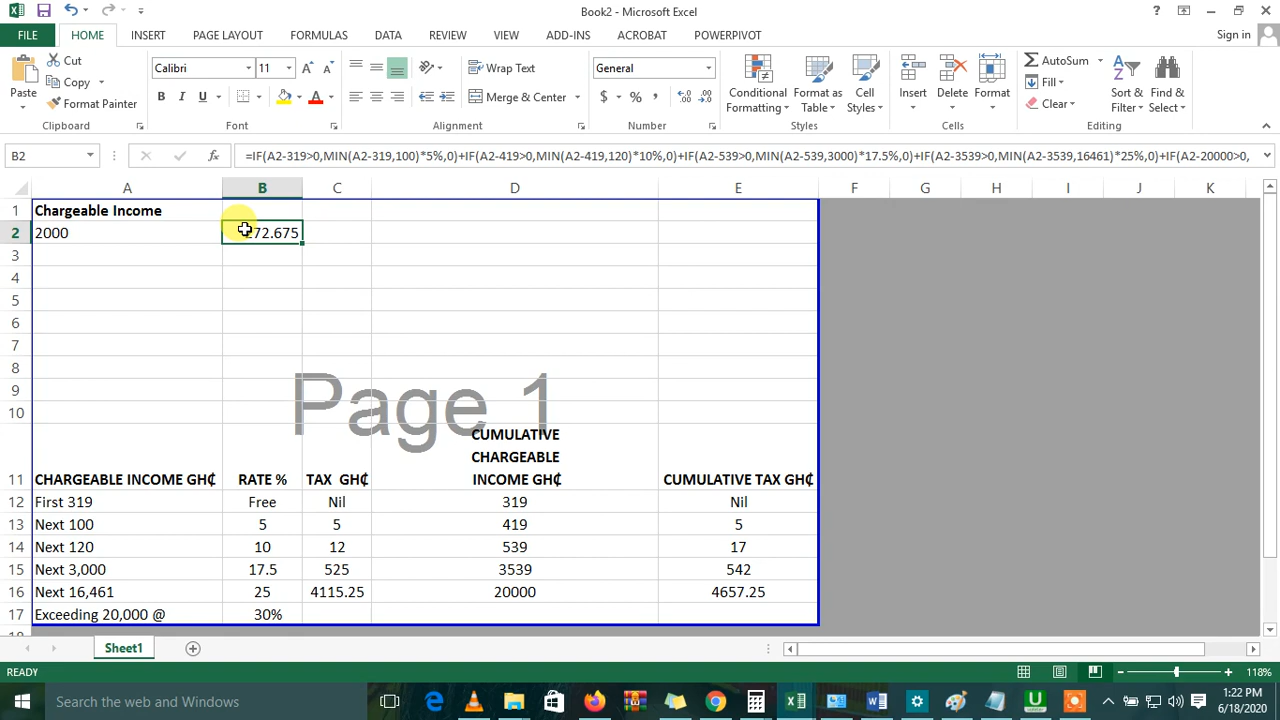 Book2 - Microsoft Excel
FILE HOME INSERT PAGE LAYOUT FORMULAS DATA REVIEW VIEW ADD-INS ACROBAT POWERPIVOT Sign in
Paste
Cut
Copy
Format Painter
Calibri 11
B I U
Wrap Text
Merge & Center
General
$ % ,
Conditional Formatting
Format as Table
Cell Styles
Insert Delete Format
AutoSum
Fill
Clear
Sort & Filter
Find & Select
Clipboard Font Alignment Number Styles Cells Editing
B2 =IF(A2-319>0,MIN(A2-319,100)*5%,0)+IF(A2-419>0,MIN(A2-419,120)*10%,0)+IF(A2-539>0,MIN(A2-539,3000)*17.5%,0)+IF(A2-3539>0,MIN(A2-3539,16461)*25%,0)+IF(A2-20000>0,
A B C D E F G H I J K
1 Chargeable Income
2 2000 272.675
3
4
5
6
7
8
9
10
Page 1
11 CHARGEABLE INCOME GH₵ RATE % TAX GH₵ CUMULATIVE CHARGEABLE INCOME GH₵ CUMULATIVE TAX GH₵
12 First 319 Free Nil 319 Nil
13 Next 100 5 5 419 5
14 Next 120 10 12 539 17
15 Next 3,000 17.5 525 3539 542
16 Next 16,461 25 4115.25 20000 4657.25
17 Exceeding 20,000 @ 30%
18
Sheet1
READY 118%
Search the web and Windows
1:22 PM
6/18/2020